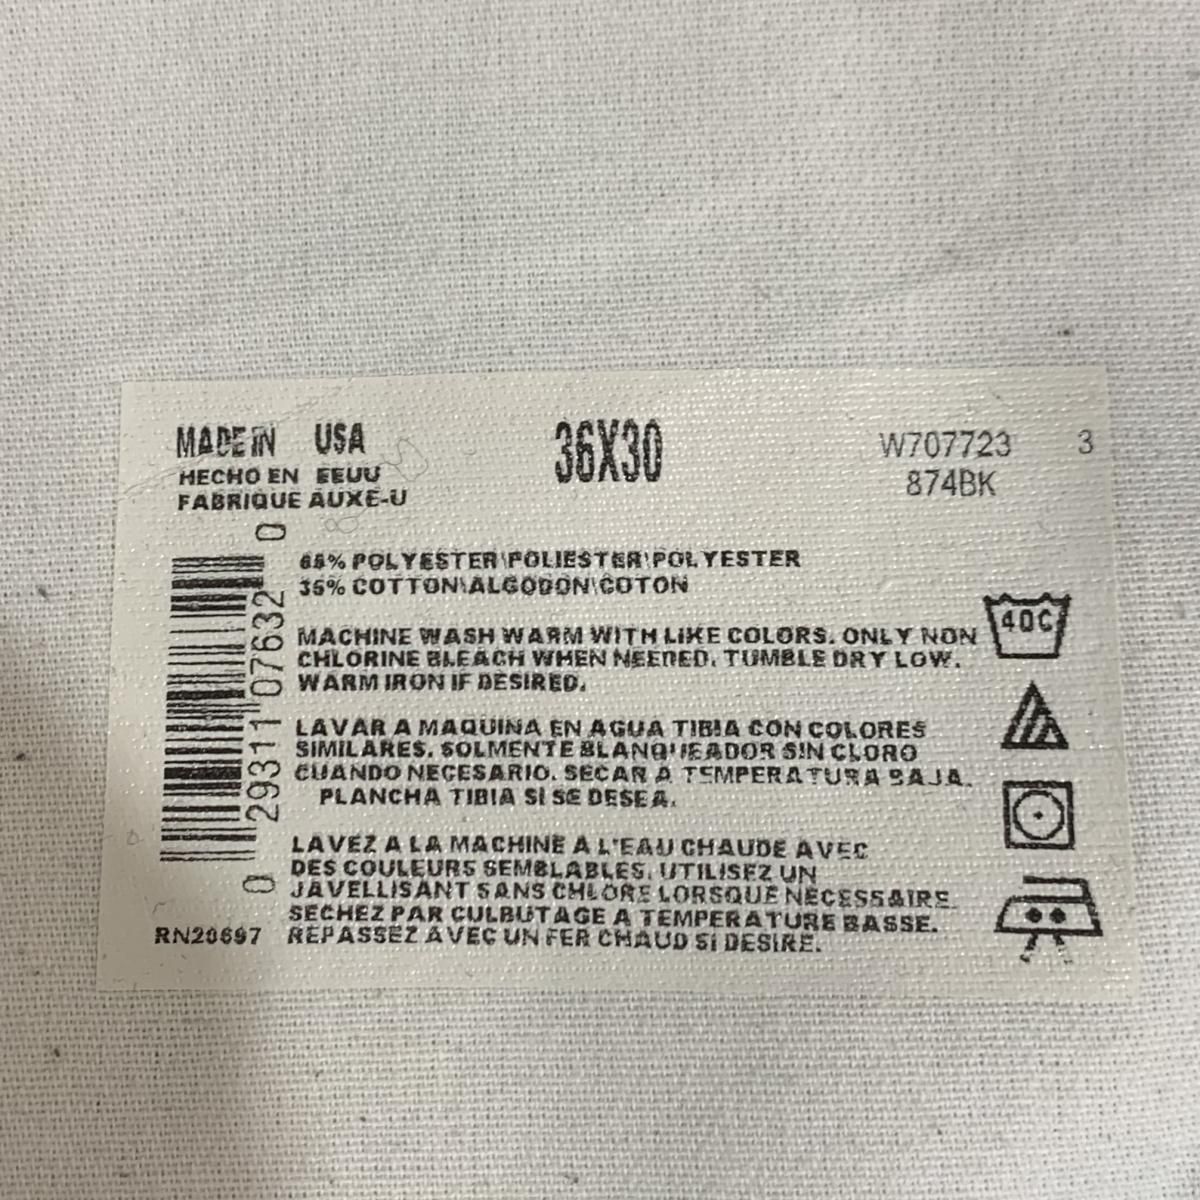 MADE IN USA
HECHO EN EEUU
FABRIQUE AUXE-U
36X30
W707723 3
874BK
0 29311 07632 0
RN20697
65% POLYESTER\POLIESTER\POLYESTER
35% COTTON\ALGODON\COTON
MACHINE WASH WARM WITH LIKE COLORS. ONLY NON
CHLORINE BLEACH WHEN NEEDED. TUMBLE DRY LOW.
WARM IRON IF DESIRED.
LAVAR A MAQUINA EN AGUA TIBIA CON COLORES
SIMILARES. SOLMENTE BLANQUEADOR SIN CLORO
CUANDO NECESARIO. SECAR A TEMPERATURA BAJA.
PLANCHA TIBIA SI SE DESEA.
LAVEZ A LA MACHINE A L'EAU CHAUDE AVEC
DES COULEURS SEMBLABLES. UTILISEZ UN
JAVELLISANT SANS CHLORE LORSQUE NECESSAIRE.
SECHEZ PAR CULBUTAGE A TEMPERATURE BASSE.
REPASSEZ AVEC UN FER CHAUD SI DESIRE.
40C